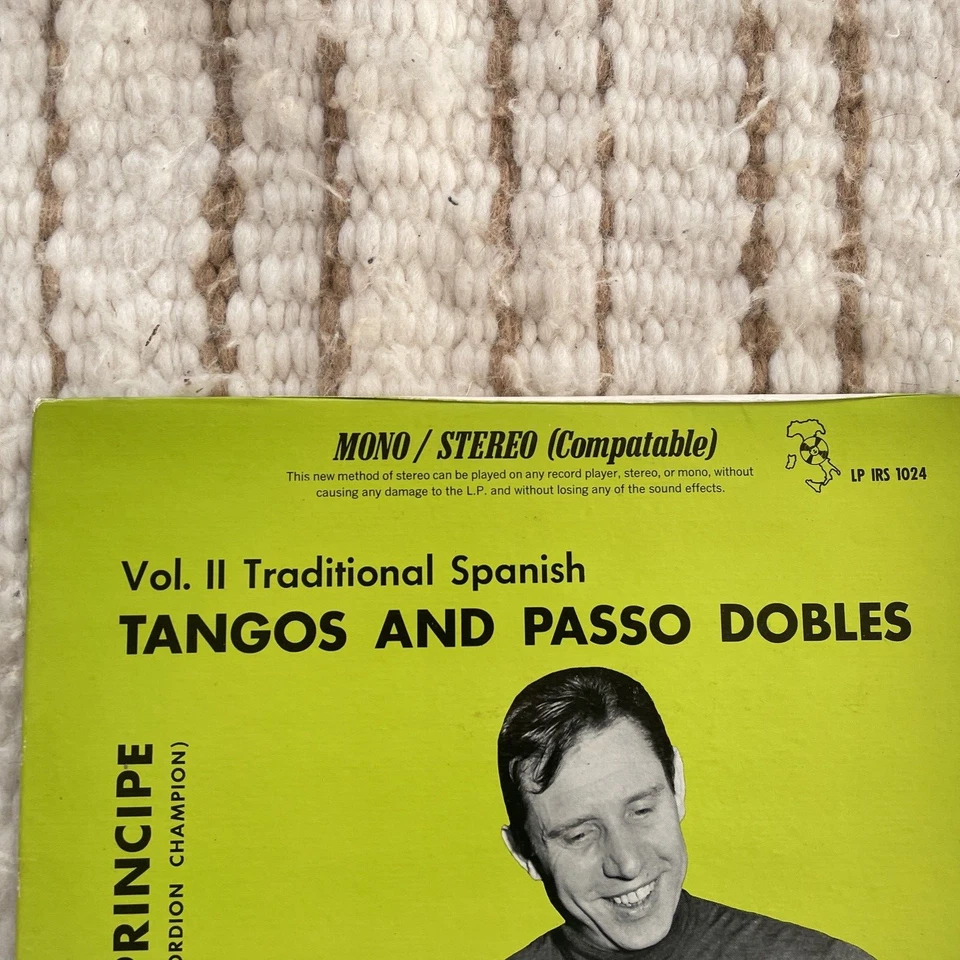 MONO / STEREO (Compatable)
This new method of stereo can be played on any record player, stereo, or mono, without
causing any damage to the L.P. and without losing any of the sound effects.
LP IRS 1024
Vol. II Traditional Spanish
TANGOS AND PASSO DOBLES
PRINCIPE
ORDION CHAMPION)